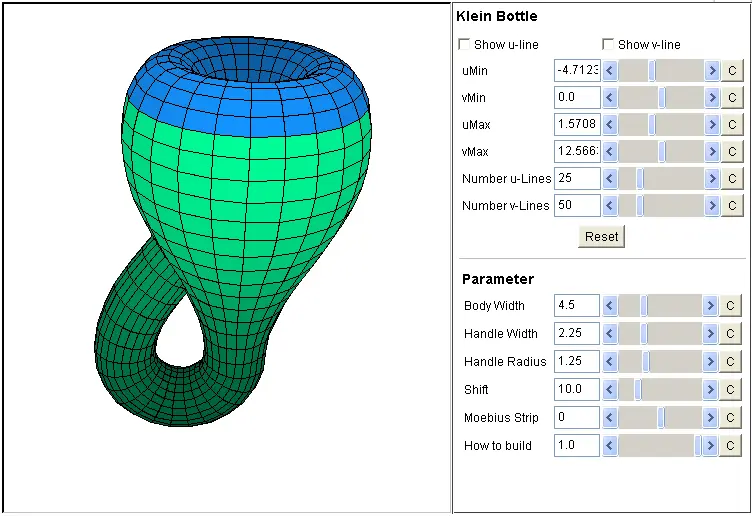 Klein Bottle
Show u-line Show v-line
uMin -4.7123 C
vMin 0.0 C
uMax 1.5708 C
vMax 12.566 C
Number u-Lines 25 C
Number v-Lines 50 C
Reset
Parameter
Body Width 4.5 C
Handle Width 2.25 C
Handle Radius 1.25 C
Shift 10.0 C
Moebius Strip 0 C
How to build 1.0 C